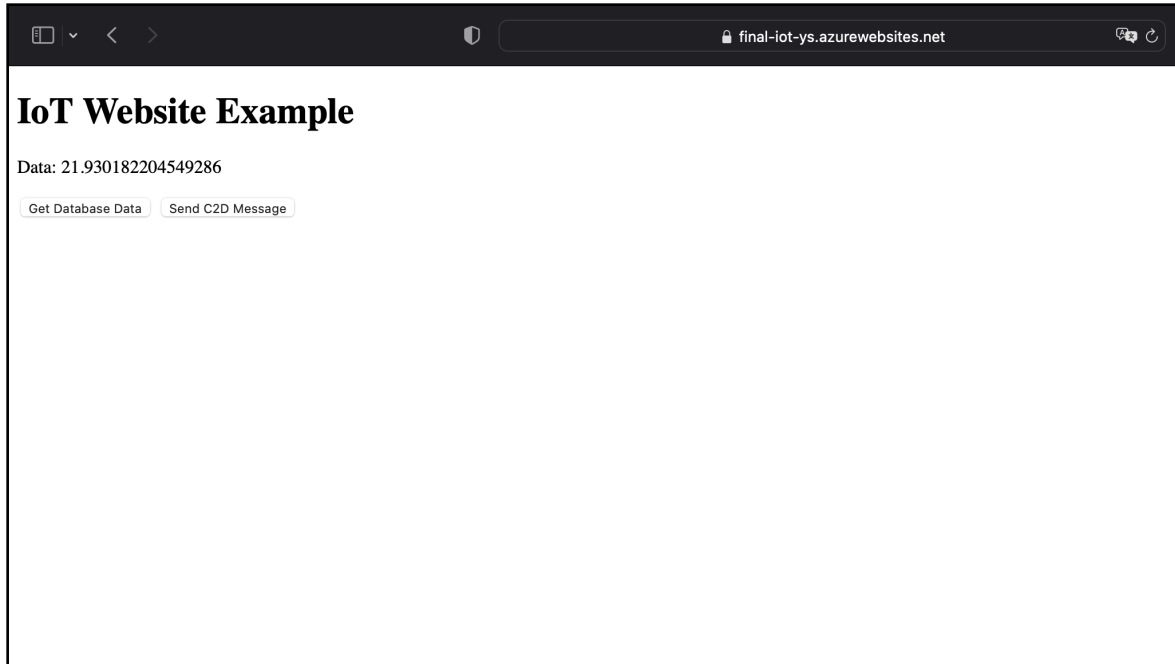 final-iot-ys.azurewebsites.net
IoT Website Example
Data: 21.930182204549286
Get Database Data Send C2D Message